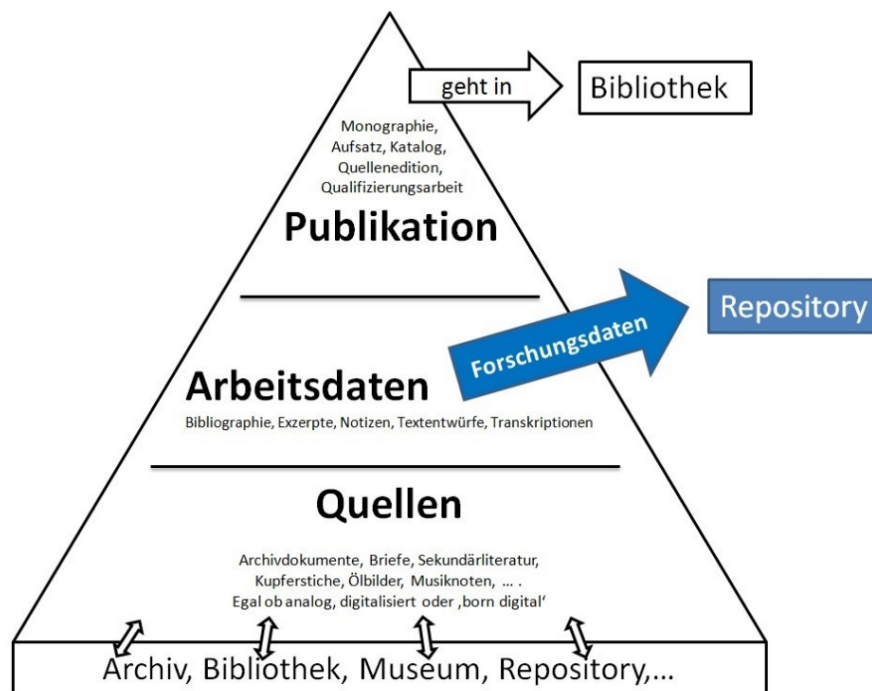 geht in
Bibliothek
Monographie,
Aufsatz, Katalog,
Quellenedition,
Qualifizierungsarbeit
Publikation
Repository
Forschungsdaten
Arbeitsdaten
Bibliographie, Exzerpte, Notizen, Textentwürfe, Transkriptionen
Quellen
Archivdokumente, Briefe, Sekundärliteratur,
Kupferstiche, Ölbilder, Musiknoten, ... .
Egal ob analog, digitalisiert oder ‚born digital‘
Archiv, Bibliothek, Museum, Repository,...